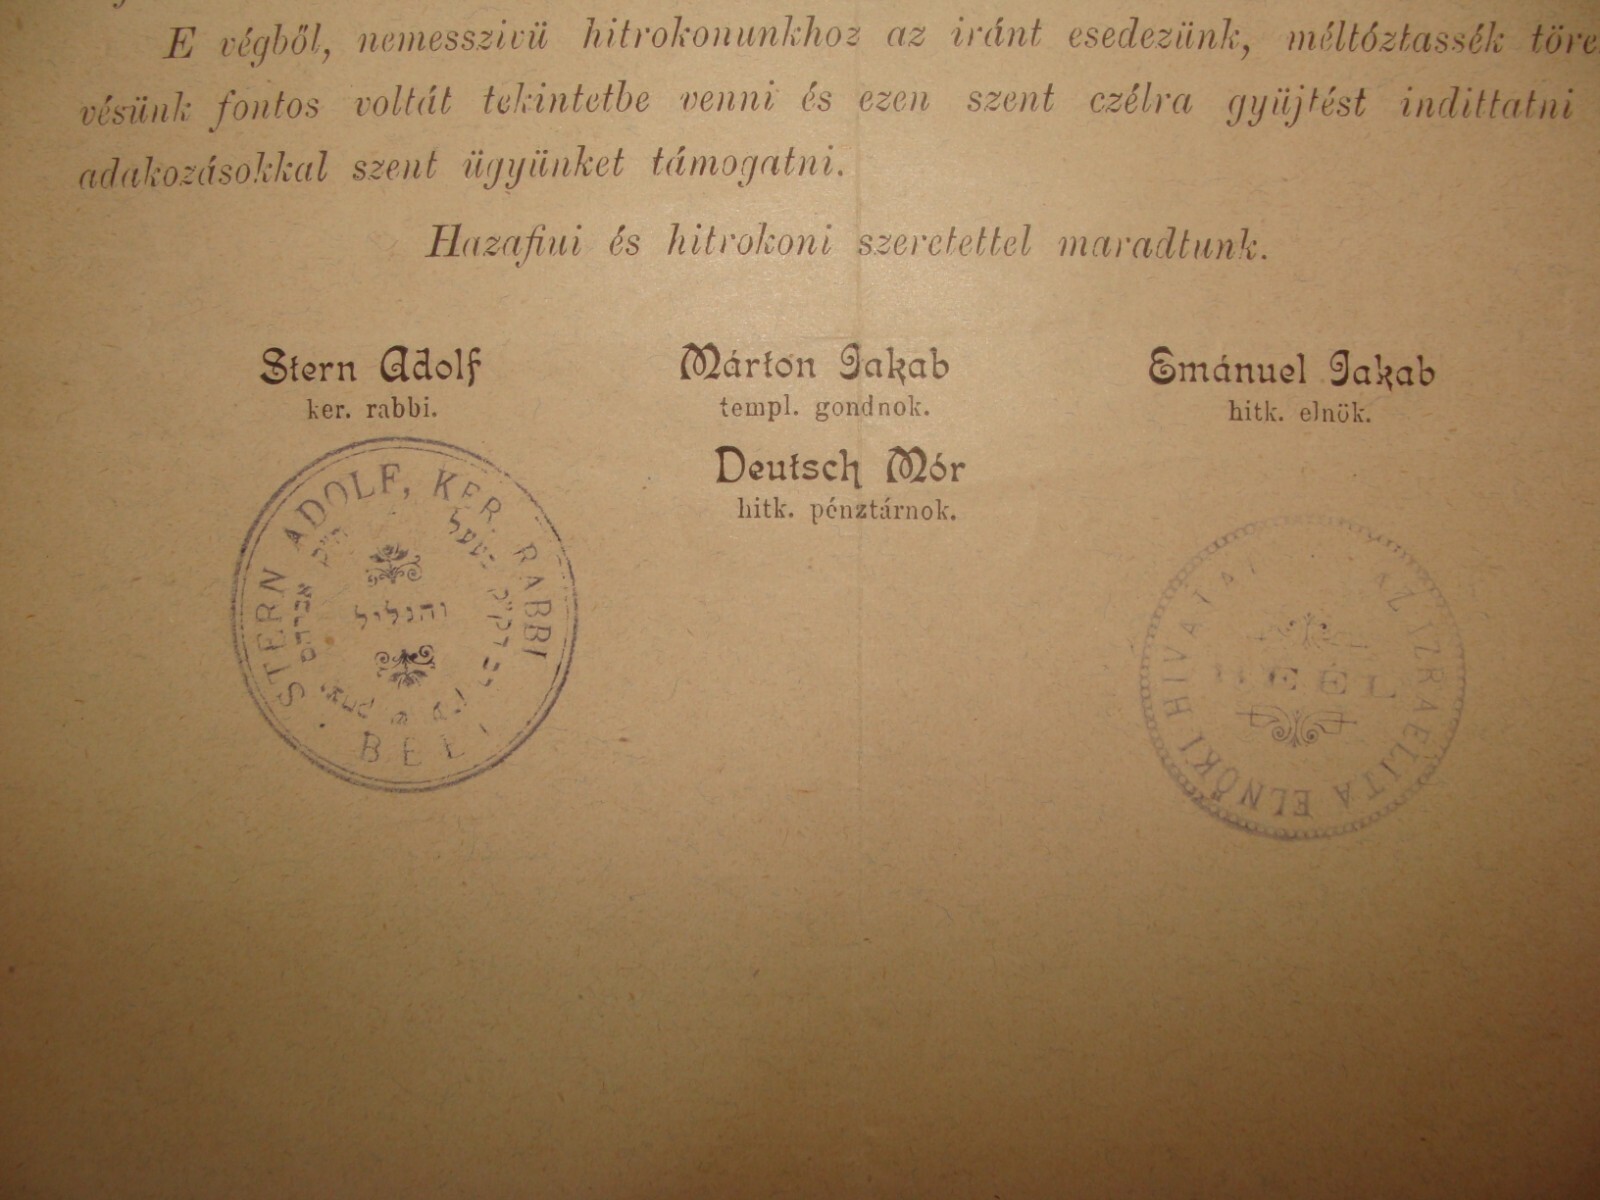 E végből, nemesszivü hitrokonunkhoz az iránt esedezünk, méltóztassék töre
vésünk fontos voltát tekintetbe venni és ezen szent czélra gyüjtést indittatni
adakozásokkal szent ügyünket támogatni.
Hazafiui és hitrokoni szeretettel maradtunk.
Stern Adolf
ker. rabbi.
Márton Jakab
templ. gondnok.
Emánuel Jakab
hitk. elnök.
Deutsch Mór
hitk. pénztárnok.
STERN ADOLF, KER. RABBI
והגליל
BEÉL
AZ IZRAELITA ELNÖKI HIVATAL
BEÉL